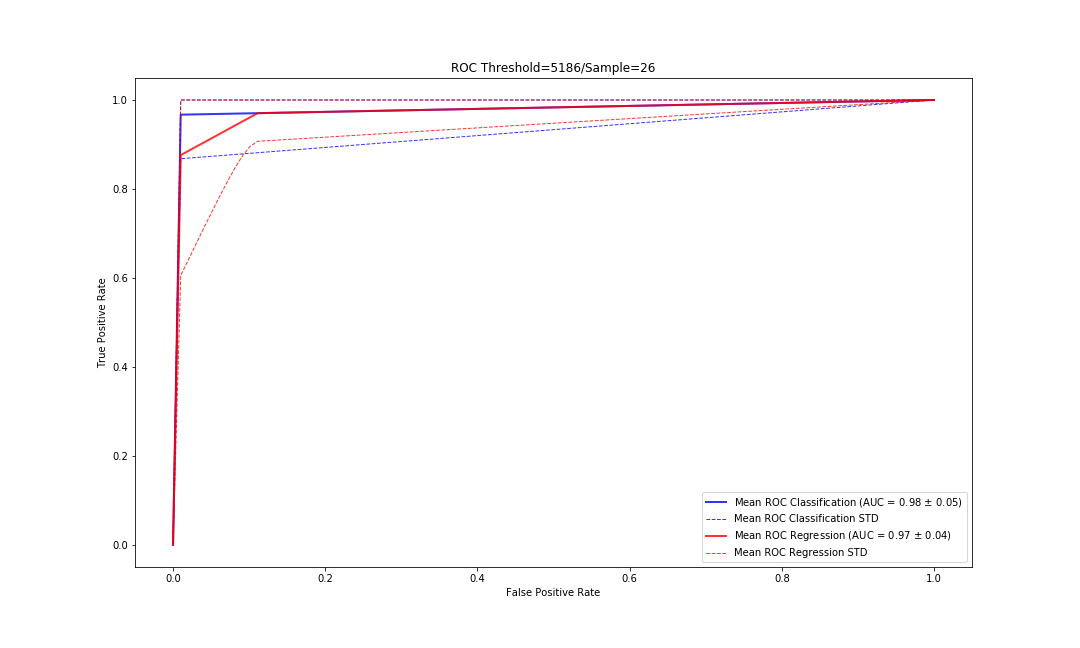 ROC Threshold=5186/Sample=26
1.0
0.8
0.6
0.4
0.2
0.0
True Positive Rate
Mean ROC Classification (AUC = 0.98 ± 0.05)
Mean ROC Classification STD
Mean ROC Regression (AUC = 0.97 ± 0.04)
Mean ROC Regression STD
0.0 0.2 0.4 0.6 0.8 1.0
False Positive Rate